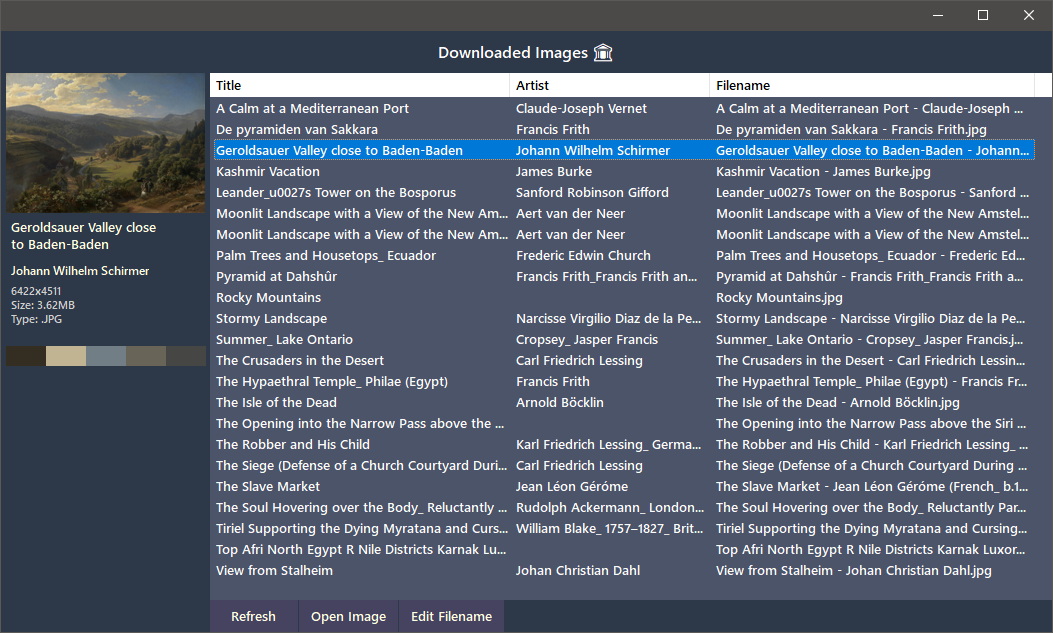 Downloaded Images
Title Artist Filename
A Calm at a Mediterranean Port Claude-Joseph Vernet A Calm at a Mediterranean Port - Claude-Joseph ...
De pyramiden van Sakkara Francis Frith De pyramiden van Sakkara - Francis Frith.jpg
Geroldsauer Valley close to Baden-Baden Johann Wilhelm Schirmer Geroldsauer Valley close to Baden-Baden - Johann...
Kashmir Vacation James Burke Kashmir Vacation - James Burke.jpg
Leander_u0027s Tower on the Bosporus Sanford Robinson Gifford Leander_u0027s Tower on the Bosporus - Sanford ...
Moonlit Landscape with a View of the New Am... Aert van der Neer Moonlit Landscape with a View of the New Amstel...
Moonlit Landscape with a View of the New Am... Aert van der Neer Moonlit Landscape with a View of the New Amstel...
Palm Trees and Housetops_ Ecuador Frederic Edwin Church Palm Trees and Housetops_ Ecuador - Frederic Ed...
Pyramid at Dahshûr Francis Frith_Francis Frith an... Pyramid at Dahshûr - Francis Frith_Francis Frith a...
Rocky Mountains Rocky Mountains.jpg
Stormy Landscape Narcisse Virgilio Diaz de la Pe... Stormy Landscape - Narcisse Virgilio Diaz de la Pe...
Summer_ Lake Ontario Cropsey_ Jasper Francis Summer_ Lake Ontario - Cropsey_ Jasper Francis.j...
The Crusaders in the Desert Carl Friedrich Lessing The Crusaders in the Desert - Carl Friedrich Lessin...
The Hypaethral Temple_ Philae (Egypt) Francis Frith The Hypaethral Temple_ Philae (Egypt) - Francis Fr...
The Isle of the Dead Arnold Böcklin The Isle of the Dead - Arnold Böcklin.jpg
The Opening into the Narrow Pass above the ... The Opening into the Narrow Pass above the Siri ...
The Robber and His Child Karl Friedrich Lessing_ Germa... The Robber and His Child - Karl Friedrich Lessing_ ...
The Siege (Defense of a Church Courtyard Duri... Carl Friedrich Lessing The Siege (Defense of a Church Courtyard During ...
The Slave Market Jean Léon Gérôme The Slave Market - Jean Léon Gérôme (French_ b.1...
The Soul Hovering over the Body_ Reluctantly ... Rudolph Ackermann_ London... The Soul Hovering over the Body_ Reluctantly Par...
Tiriel Supporting the Dying Myratana and Curs... William Blake_ 1757–1827_ Brit... Tiriel Supporting the Dying Myratana and Cursing...
Top Afri North Egypt R Nile Districts Karnak Lu... Top Afri North Egypt R Nile Districts Karnak Luxor...
View from Stalheim Johan Christian Dahl View from Stalheim - Johan Christian Dahl.jpg
Geroldsauer Valley close
to Baden-Baden
Johann Wilhelm Schirmer
6422x4511
Size: 3.62MB
Type: .JPG
Refresh Open Image Edit Filename